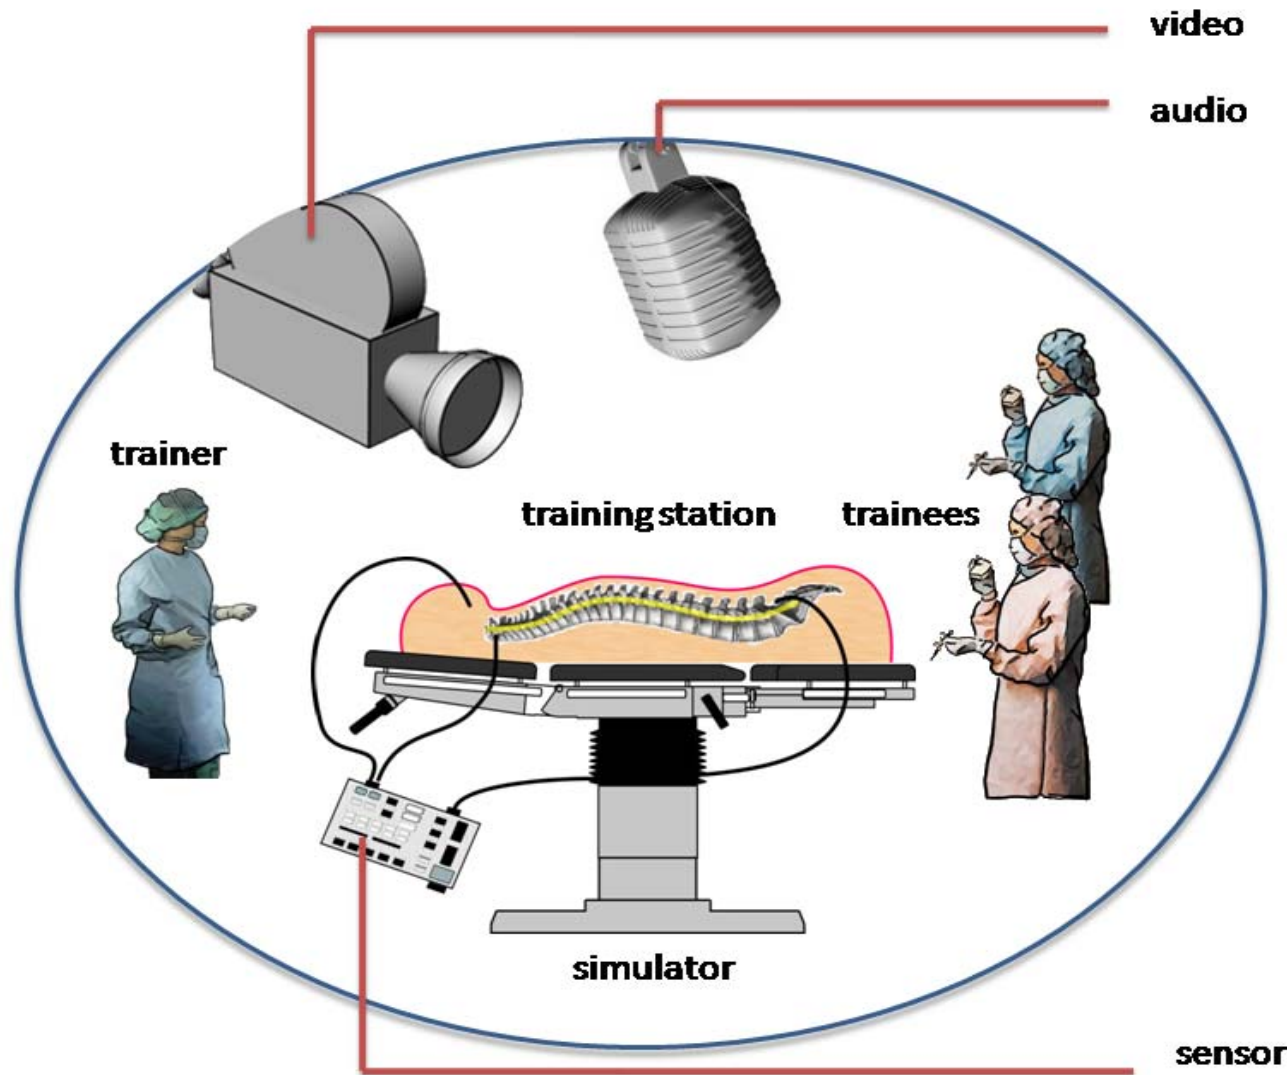 video
audio
trainer
training station
trainees
simulator
sensor